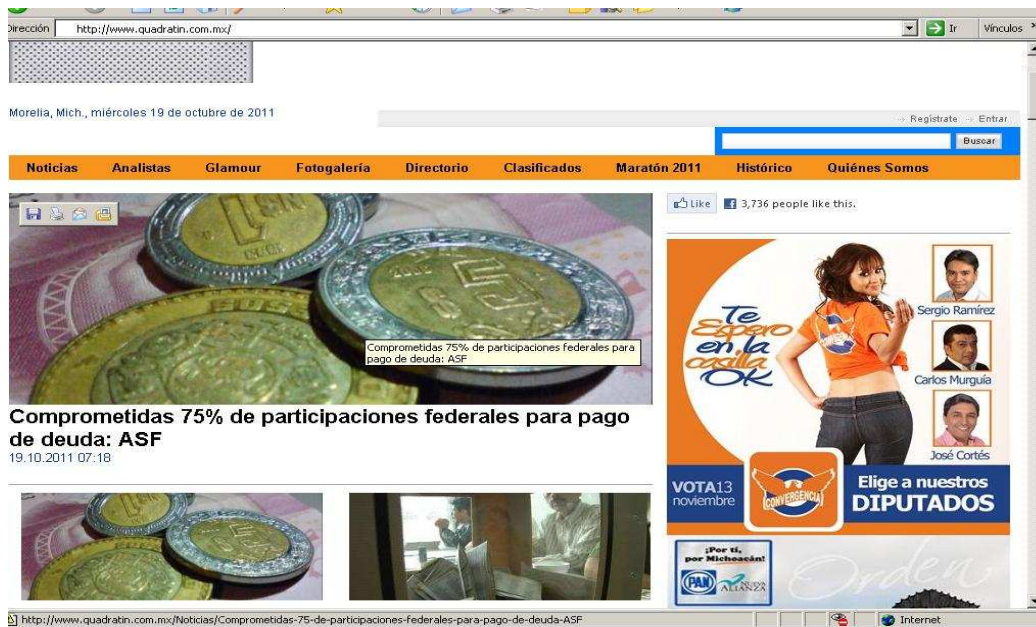 Dirección http://www.quadratin.com.mx/ Ir Vínculos
Morelia, Mich., miércoles 19 de octubre de 2011
Regístrate Entrar
Buscar
Noticias Analistas Glamour Fotogalería Directorio Clasificados Maratón 2011 Histórico Quiénes Somos
Like 3,736 people like this.
Comprometidas 75% de participaciones federales para
pago de deuda: ASF
Comprometidas 75% de participaciones federales para pago
de deuda: ASF
19.10.2011 07:18
Te
Espero
en la
casilla
OK
Sergio Ramírez
Carlos Murguía
José Cortés
VOTA13
noviembre
CONVERGENCIA
Elige a nuestros
DIPUTADOS
¡Por tí,
por Michoacán!
PAN NUEVA
ALIANZA
Orden
http://www.quadratin.com.mx/Noticias/Comprometidas-75-de-participaciones-federales-para-pago-de-deuda-ASF Internet